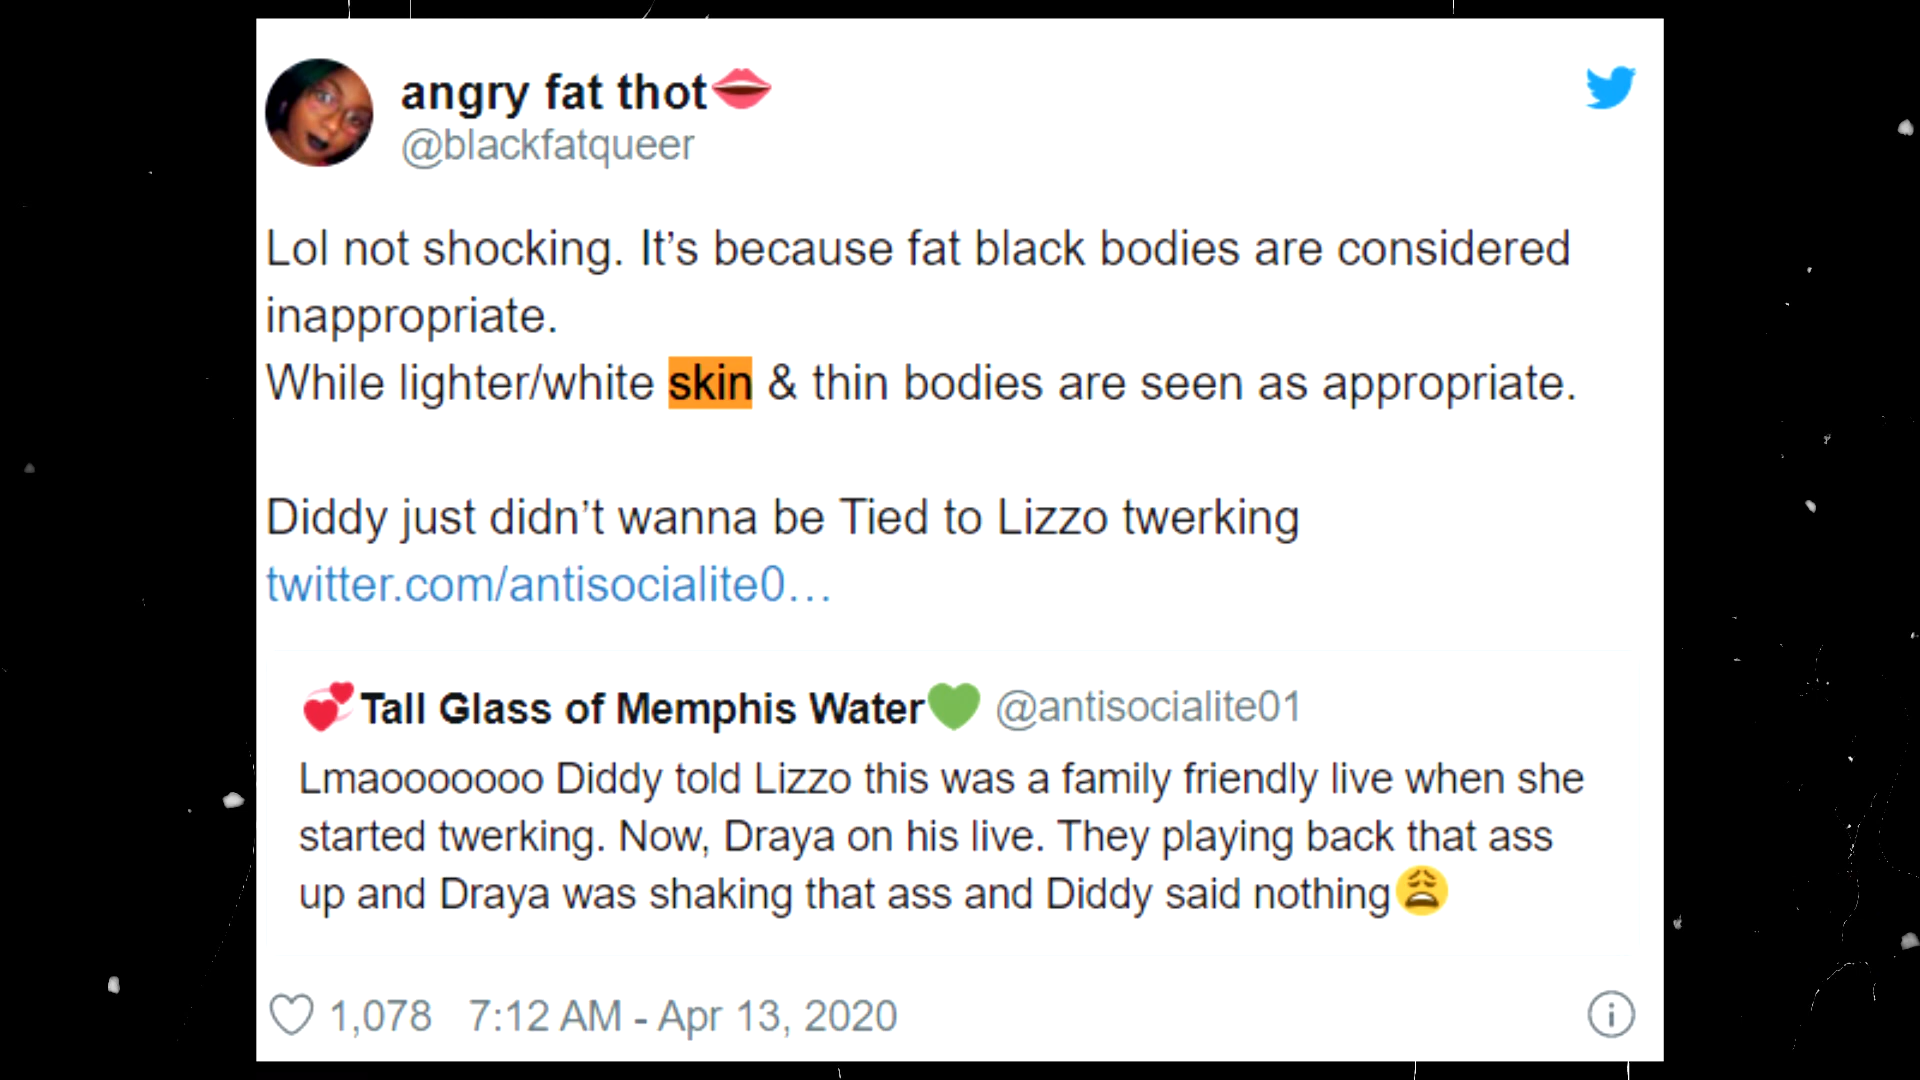 angry fat thot👄
@blackfatqueer
Lol not shocking. It’s because fat black bodies are considered
inappropriate.
While lighter/white skin & thin bodies are seen as appropriate.
Diddy just didn’t wanna be Tied to Lizzo twerking
twitter.com/antisocialite0…
💞Tall Glass of Memphis Water💚 @antisocialite01
Lmaooooooo Diddy told Lizzo this was a family friendly live when she
started twerking. Now, Draya on his live. They playing back that ass
up and Draya was shaking that ass and Diddy said nothing😩
1,078 7:12 AM - Apr 13, 2020